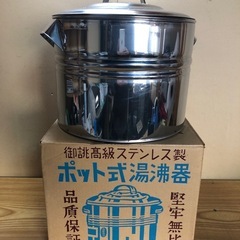 御誂高級ステンレス製
ポット式湯沸器
品質保証
堅牢無比